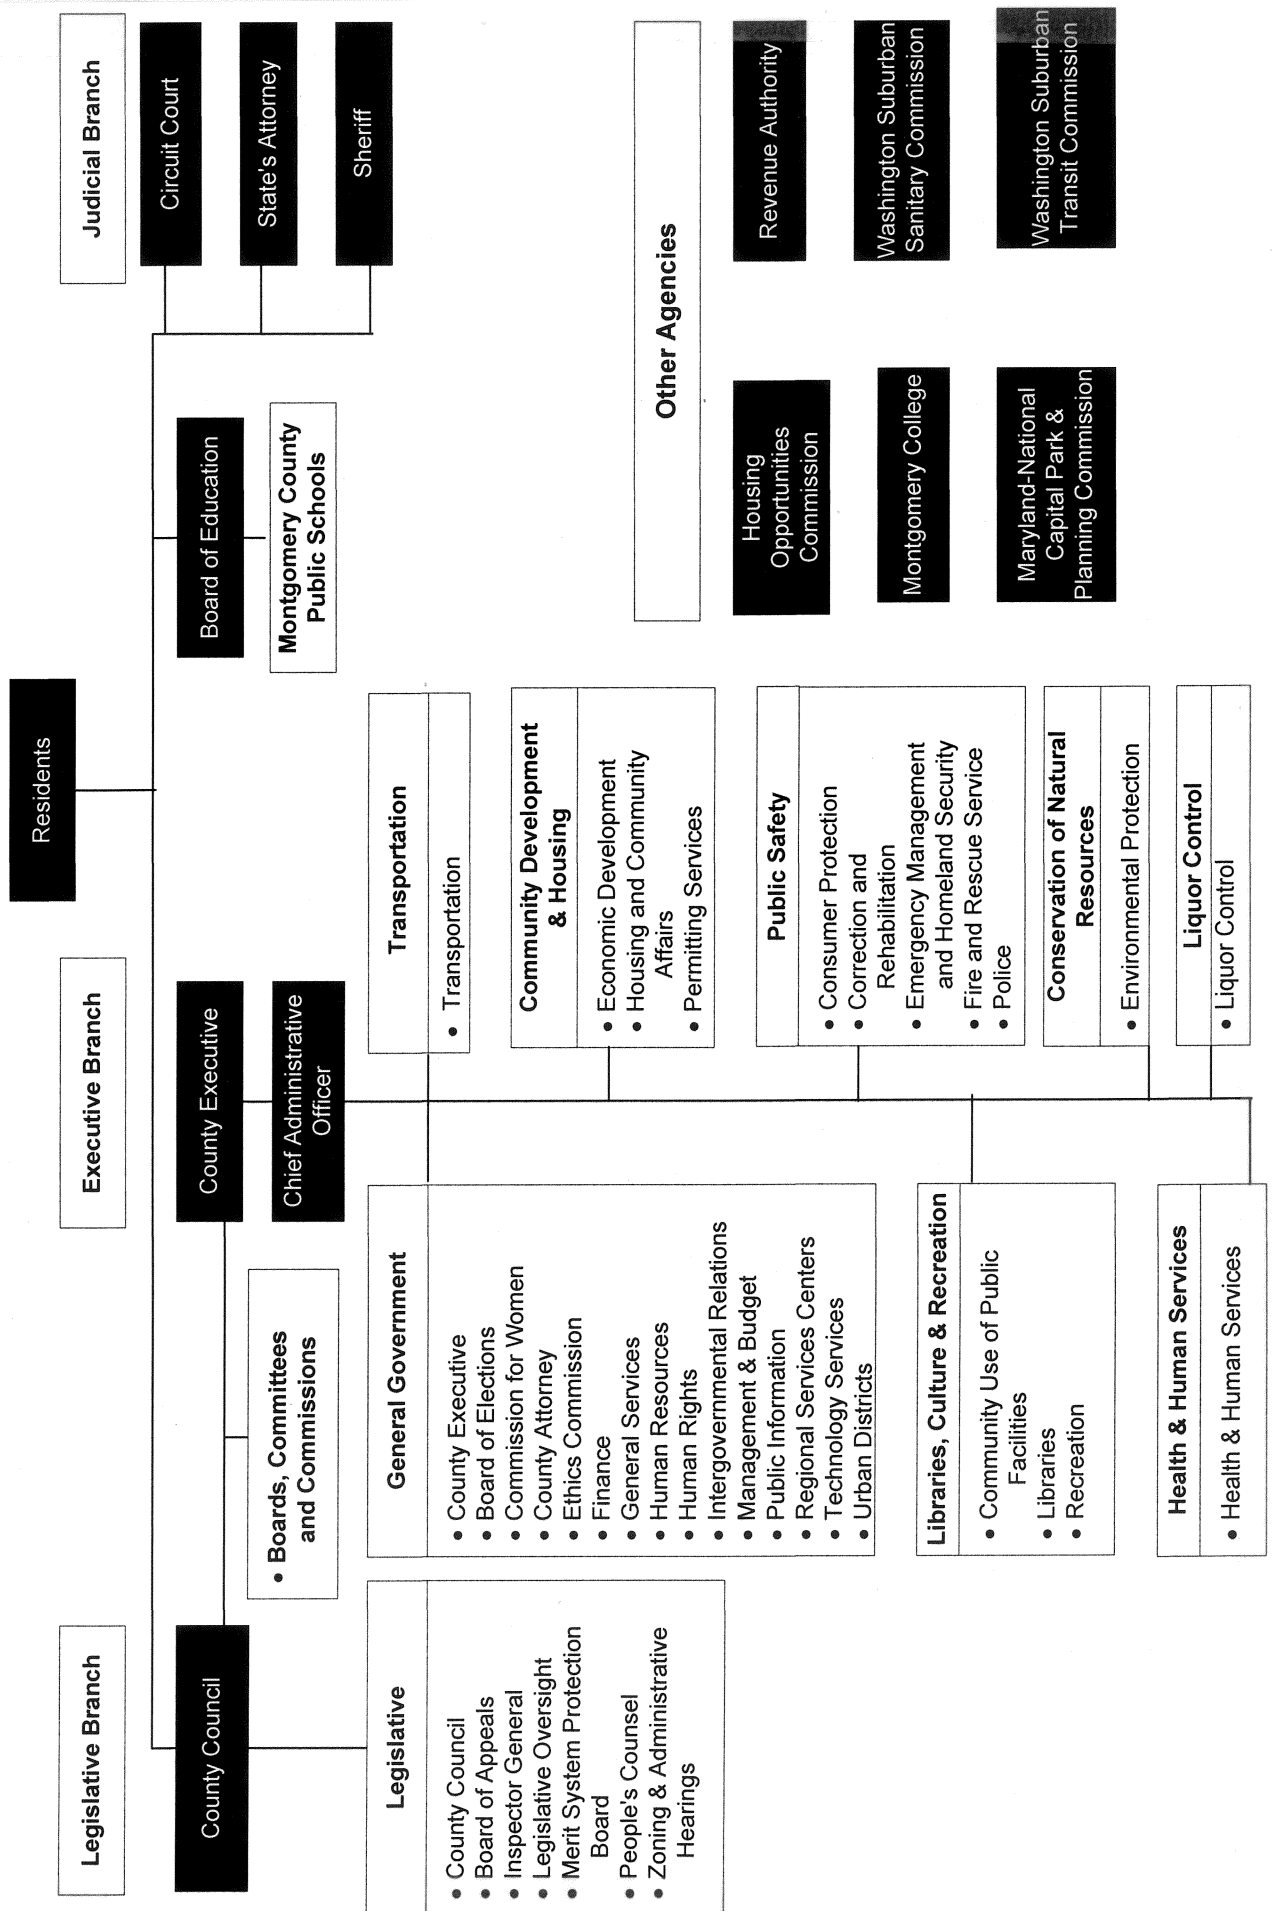 Residents
Legislative Branch
Executive Branch
Judicial Branch
County Council
County Executive
Chief Administrative
Officer
• Boards, Committees
and Commissions
Board of Education
Montgomery County
Public Schools
Circuit Court
State's Attorney
Sheriff
Legislative
• County Council
• Board of Appeals
• Inspector General
• Legislative Oversight
• Merit System Protection
Board
• People's Counsel
• Zoning & Administrative
Hearings
General Government
• County Executive
• Board of Elections
• Commission for Women
• County Attorney
• Ethics Commission
• Finance
• General Services
• Human Resources
• Human Rights
• Intergovernmental Relations
• Management & Budget
• Public Information
• Regional Services Centers
• Technology Services
• Urban Districts
Libraries, Culture & Recreation
• Community Use of Public
Facilities
• Libraries
• Recreation
Health & Human Services
• Health & Human Services
Transportation
• Transportation
Community Development
& Housing
• Economic Development
• Housing and Community
Affairs
• Permitting Services
Public Safety
• Consumer Protection
• Correction and
Rehabilitation
• Emergency Management
and Homeland Security
• Fire and Rescue Service
• Police
Conservation of Natural
Resources
• Environmental Protection
Liquor Control
• Liquor Control
Other Agencies
Housing
Opportunities
Commission
Revenue Authority
Montgomery College
Washington Suburban
Sanitary Commission
Maryland-National
Capital Park &
Planning Commission
Washington Suburban
Transit Commission